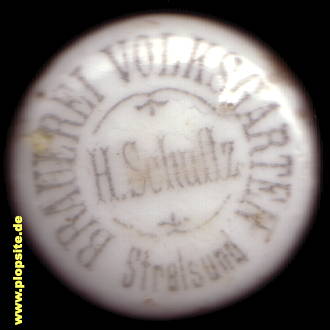 BRAUEREI VOLKSGARTEN
H. Schultz
Stralsund
www.plopsite.de